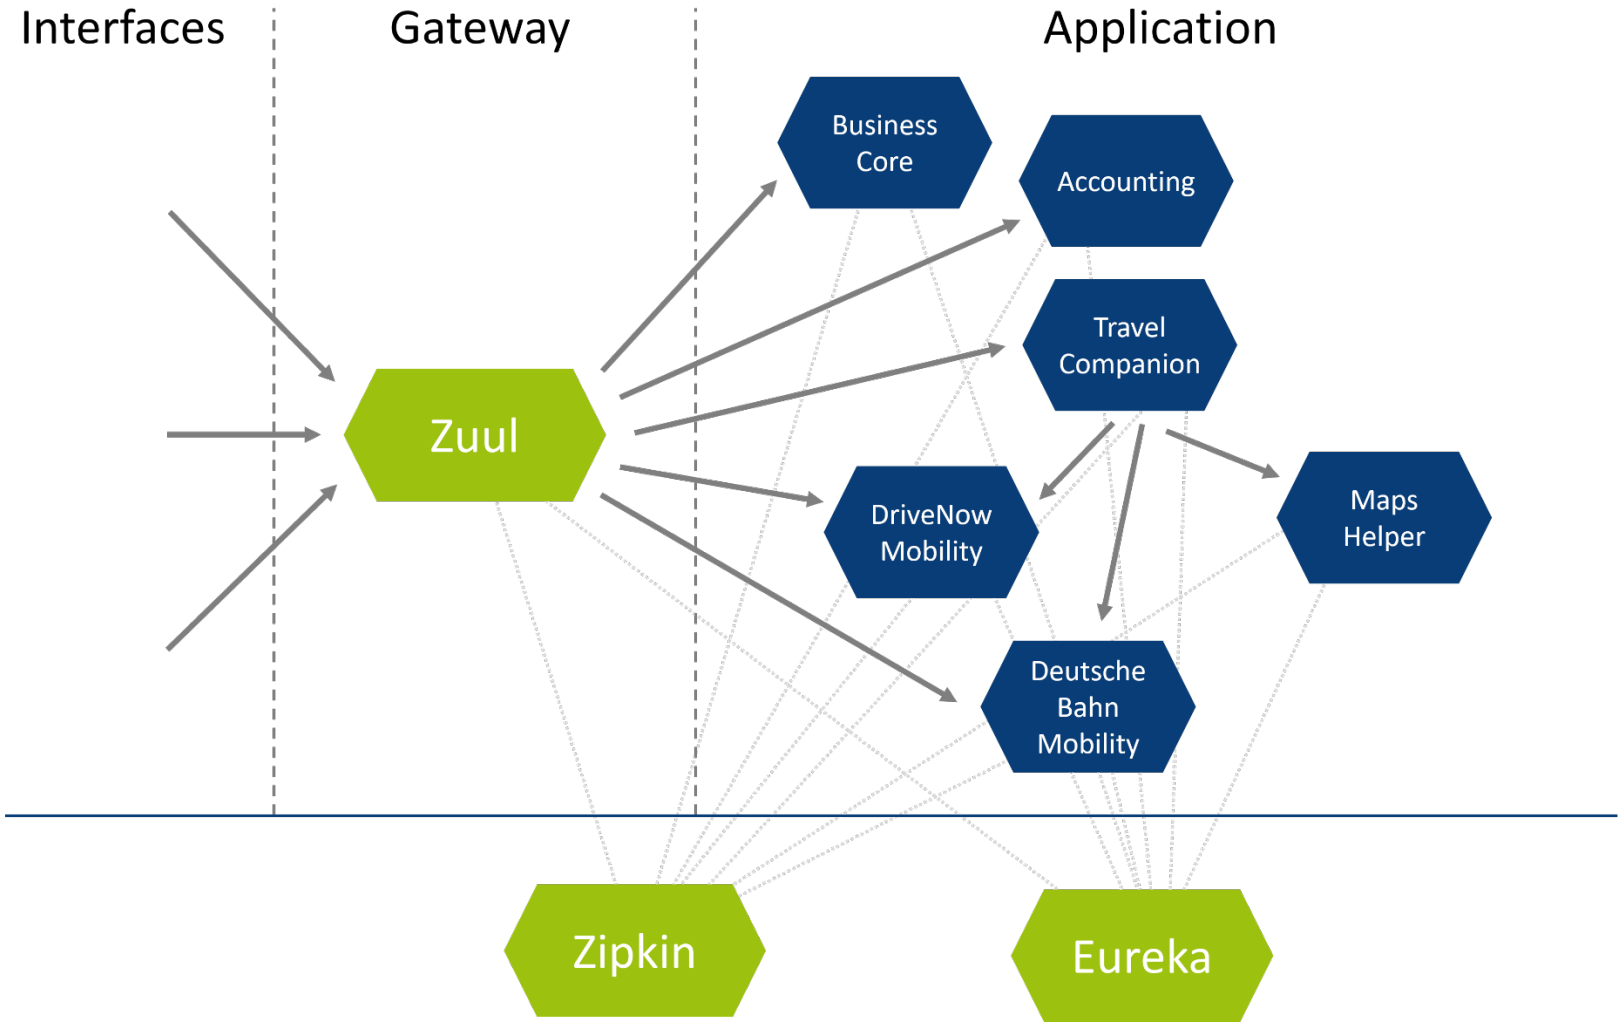 Interfaces
Gateway
Application
Business
Core
Accounting
Travel
Companion
Zuul
DriveNow
Mobility
Maps
Helper
Deutsche
Bahn
Mobility
Zipkin
Eureka